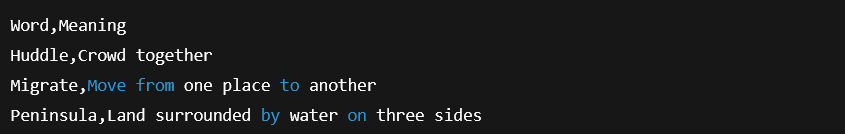 Word,Meaning
Huddle,Crowd together
Migrate,Move from one place to another
Peninsula,Land surrounded by water on three sides